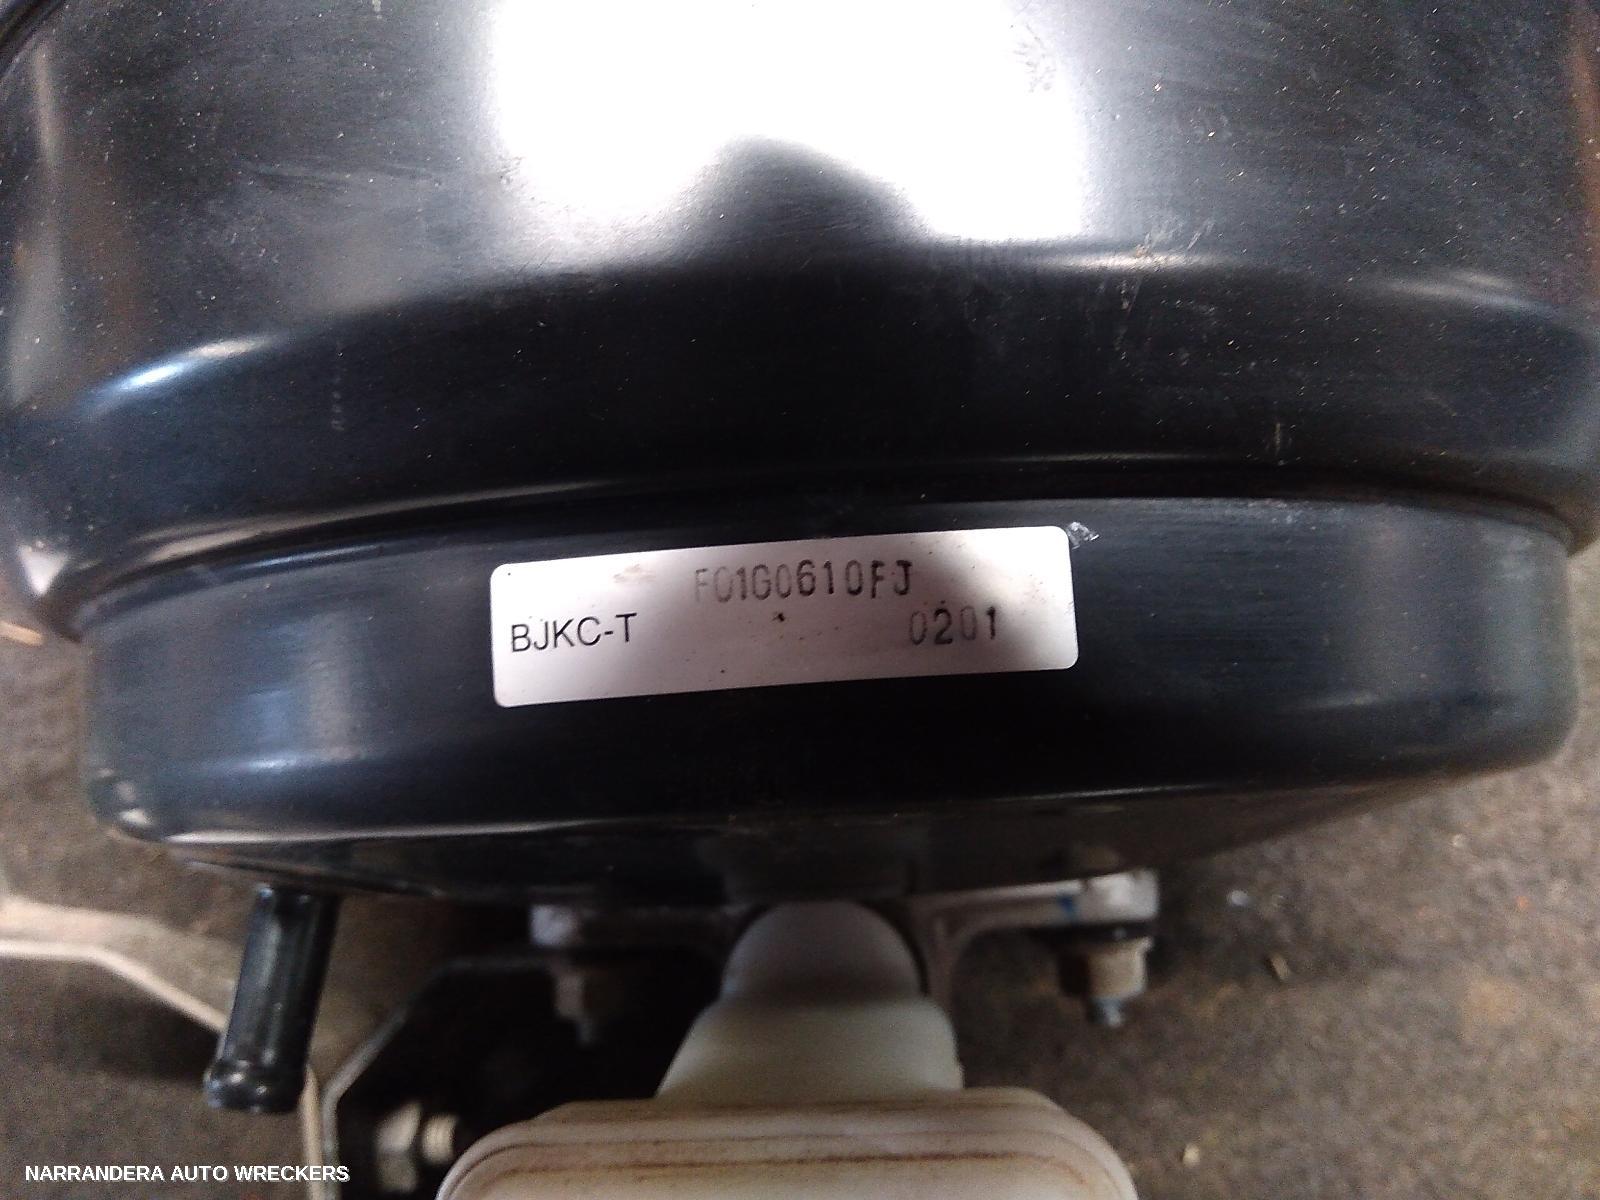 F01G0610FJ
BJKC-T 0201
NARRANDERA AUTO WRECKERS